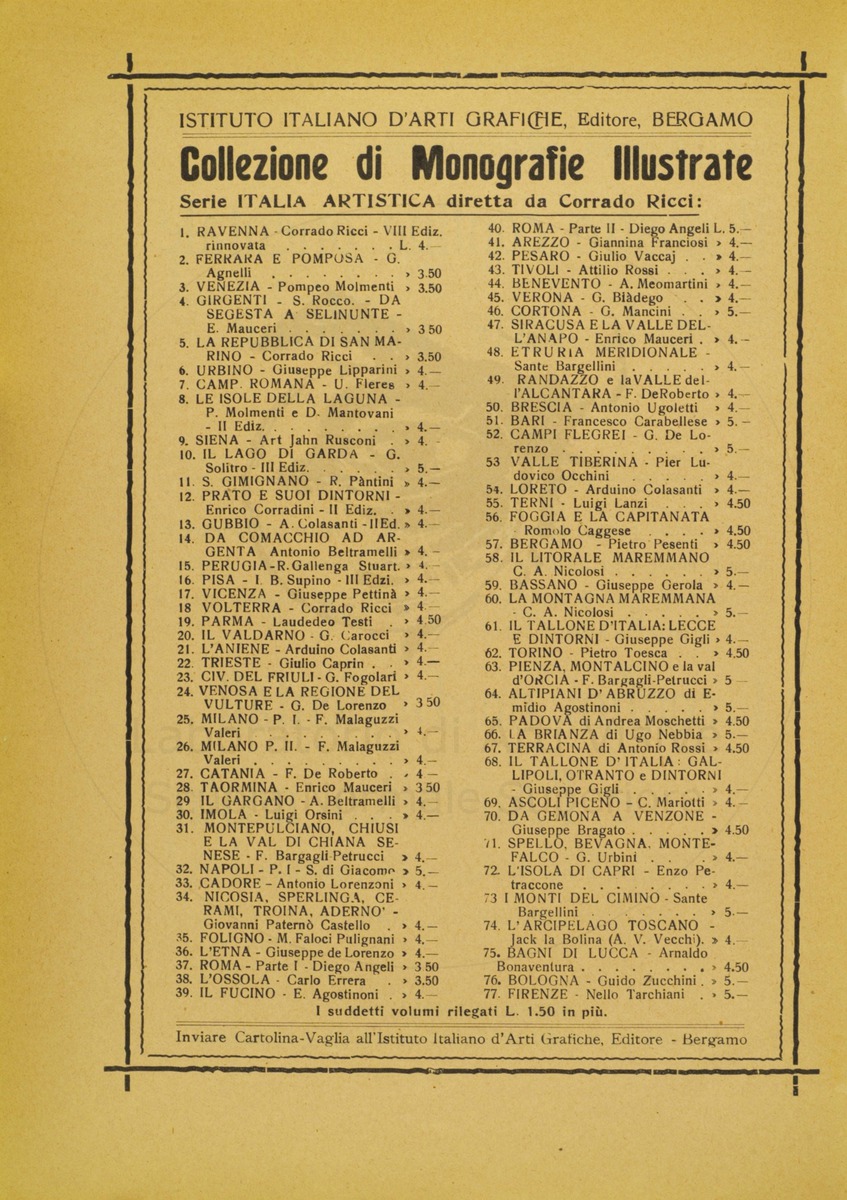 ISTITUTO ITALIANO D'ARTI GRAFICHE, Editore, BERGAMO
Collezione di Monografie Illustrate
Serie ITALIA ARTISTICA diretta da Corrado Ricci:
1. RAVENNA - Corrado Ricci - VIII Ediz.
rinnovata . . . . . . . L. 4.—
2. FERRARA E POMPOSA - G.
Agnelli . . . . . . . . » 3.50
3. VENEZIA - Pompeo Molmenti » 3.50
4. GIRGENTI - S. Rocco. - DA
SEGESTA A SELINUNTE -
E. Mauceri . . . . . . . » 3 50
5. LA REPUBBLICA DI SAN MA-
RINO - Corrado Ricci . . » 3.50
6. URBINO - Giuseppe Lipparini » 4.—
7. CAMP. ROMANA - U. Fleres » 4.—
8. LE ISOLE DELLA LAGUNA -
P. Molmenti e D. Mantovani
- II Ediz. . . . . . . . . » 4.—
9. SIENA - Art Jahn Rusconi . » 4. -
10. IL LAGO DI GARDA - G.
Solitro - III Ediz. . . . . . » 5.—
11. S. GIMIGNANO - R. Pàntini » 4.—
12. PRATO E SUOI DINTORNI -
Enrico Corradini - II Ediz. . » 4.—
13. GUBBIO - A. Colasanti - II Ed. » 4.—
14. DA COMACCHIO AD AR-
GENTA Antonio Beltramelli » 4. —
15. PERUGIA - R. Gallenga Stuart. » 4.—
16. PISA - I. B. Supino - III Edzi. » 4.—
17. VICENZA - Giuseppe Pettinà » 4.—
18 VOLTERRA - Corrado Ricci » 4.—
19. PARMA - Laudedeo Testi . » 4.50
20. IL VALDARNO - G. Carocci » 4.—
21. L'ANIENE - Arduino Colasanti » 4.—
22. TRIESTE - Giulio Caprin . . » 4.—
23. CIV. DEL FRIULI - G. Fogolari » 4.—
24. VENOSA E LA REGIONE DEL
VULTURE - G. De Lorenzo » 3 50
25. MILANO - P. I. - F. Malaguzzi
Valeri . . . . . . . . » 4.—
26. MILANO P. II. - F. Malaguzzi
Valeri . . . . . . . . . » 4.—
27. CATANIA - F. De Roberto . » 4 —
28. TAORMINA - Enrico Mauceri » 3 50
29 IL GARGANO - A. Beltramelli » 4.—
30. IMOLA - Luigi Orsini . . . » 4.—
31. MONTEPULCIANO, CHIUSI
E LA VAL DI CHIANA SE-
NESE - F. Bargagli-Petrucci » 4.—
32. NAPOLI - P. I - S. di Giacomo » 5.—
33. CADORE - Antonio Lorenzoni » 4.—
34. NICOSIA, SPERLINGA, CE-
RAMI, TROINA, ADERNO' -
Giovanni Paternò Castello . » 4.—
35. FOLIGNO - M. Faloci Pulignani » 4.—
36. L'ETNA - Giuseppe de Lorenzo » 4.—
37. ROMA - Parte I - Diego Angeli » 3 50
38. L'OSSOLA - Carlo Errera . » 3.50
39. IL FUCINO - E. Agostinoni . » 4.—
40. ROMA - Parte II - Diego Angeli L. 5.—
41. AREZZO - Giannina Franciosi » 4.—
42. PESARO - Giulio Vaccaj . . » 4.—
43. TIVOLI - Attilio Rossi . . . » 4.—
44. BENEVENTO - A. Meomartini » 4.—
45. VERONA - G. Biàdego . . » 4.—
46. CORTONA - G. Mancini . . » 5.—
47. SIRACUSA E LA VALLE DEL-
L'ANAPO - Enrico Mauceri . » 4.—
48. ETRURIA MERIDIONALE -
Sante Bargellini . . . . » 4.—
49. RANDAZZO e la VALLE del-
l'ALCANTARA - F. DeRoberto » 4.—
50. BRESCIA - Antonio Ugoletti » 4.—
51. BARI - Francesco Carabellese » 5. —
52. CAMPI FLEGREI - G. De Lo-
renzo . . . . . . . . . » 5.—
53 VALLE TIBERINA - Pier Lu-
dovico Occhini . . . . . » 4.—
54. LORETO - Arduino Colasanti » 4.—
55. TERNI - Luigi Lanzi . . . » 4.50
56. FOGGIA E LA CAPITANATA
- Romolo Caggese . . . . » 4.50
57. BERGAMO - Pietro Pesenti » 4.50
58. IL LITORALE MAREMMANO
C. A. Nicolosi . . . . . . » 5.—
59. BASSANO - Giuseppe Gerola » 4.—
60. LA MONTAGNA MAREMMANA
- C. A. Nicolosi . . . . . » 5.—
61. IL TALLONE D'ITALIA: LECCE
E DINTORNI - Giuseppe Gigli » 4.—
62. TORINO - Pietro Toesca . . » 4.50
63. PIENZA, MONTALCINO e la val
d'ORCIA - F. Bargagli-Petrucci » 5 —
64. ALTIPIANI D' ABRUZZO di E-
midio Agostinoni . . . . . » 5.—
65. PADOVA di Andrea Moschetti » 4.50
66. LA BRIANZA di Ugo Nebbia » 5.—
67. TERRACINA di Antonio Rossi » 4.50
68. IL TALLONE D' ITALIA : GAL-
LIPOLI, OTRANTO e DINTORNI
- Giuseppe Gigli . . . . . » 4.—
69. ASCOLI PICENO - C. Mariotti » 4. —
70. DA GEMONA A VENZONE -
Giuseppe Bragato . . . . . » 4.50
71. SPELLO, BEVAGNA, MONTE-
FALCO - G. Urbini . . . » 4.—
72. L'ISOLA DI CAPRI - Enzo Pe-
traccone . . . . . . . . » 4.—
73 I MONTI DEL CIMINO - Sante
Bargellini . . . . . . . » 5.—
74. L'ARCIPELAGO TOSCANO -
Jack la Bolina (A. V. Vecchi). » 4.—
75. BAGNI DI LUCCA - Arnaldo
Bonaventura . . . . . . . . » 4.50
76. BOLOGNA - Guido Zucchini . » 5.—
77. FIRENZE - Nello Tarchiani . » 5.—
I suddetti volumi rilegati L. 1.50 in più.
Inviare Cartolina-Vaglia all'Istituto Italiano d'Arti Grafiche, Editore - Bergamo